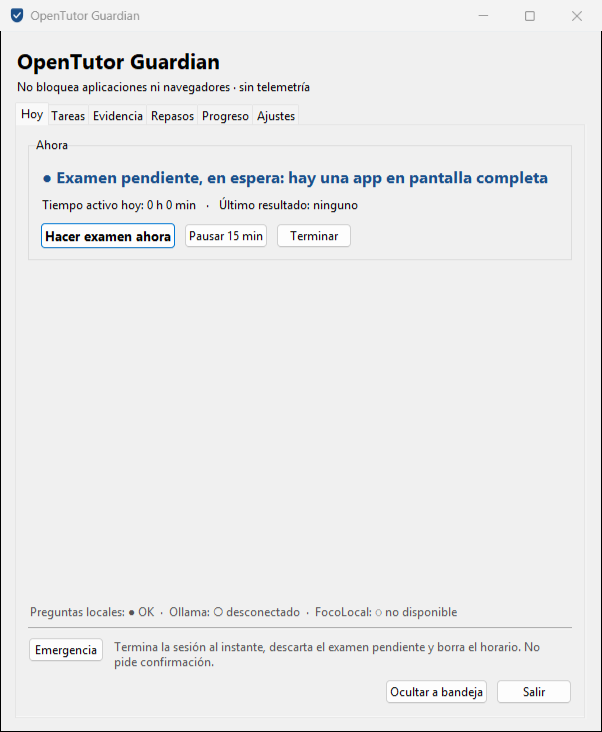 OpenTutor Guardian
OpenTutor Guardian
No bloquea aplicaciones ni navegadores · sin telemetría
Hoy Tareas Evidencia Repasos Progreso Ajustes
Ahora
● Examen pendiente, en espera: hay una app en pantalla completa
Tiempo activo hoy: 0 h 0 min · Último resultado: ninguno
Hacer examen ahora Pausar 15 min Terminar
Preguntas locales: ● OK · Ollama: ○ desconectado · FocoLocal: ○ no disponible
Emergencia Termina la sesión al instante, descarta el examen pendiente y borra el horario. No
pide confirmación.
Ocultar a bandeja Salir